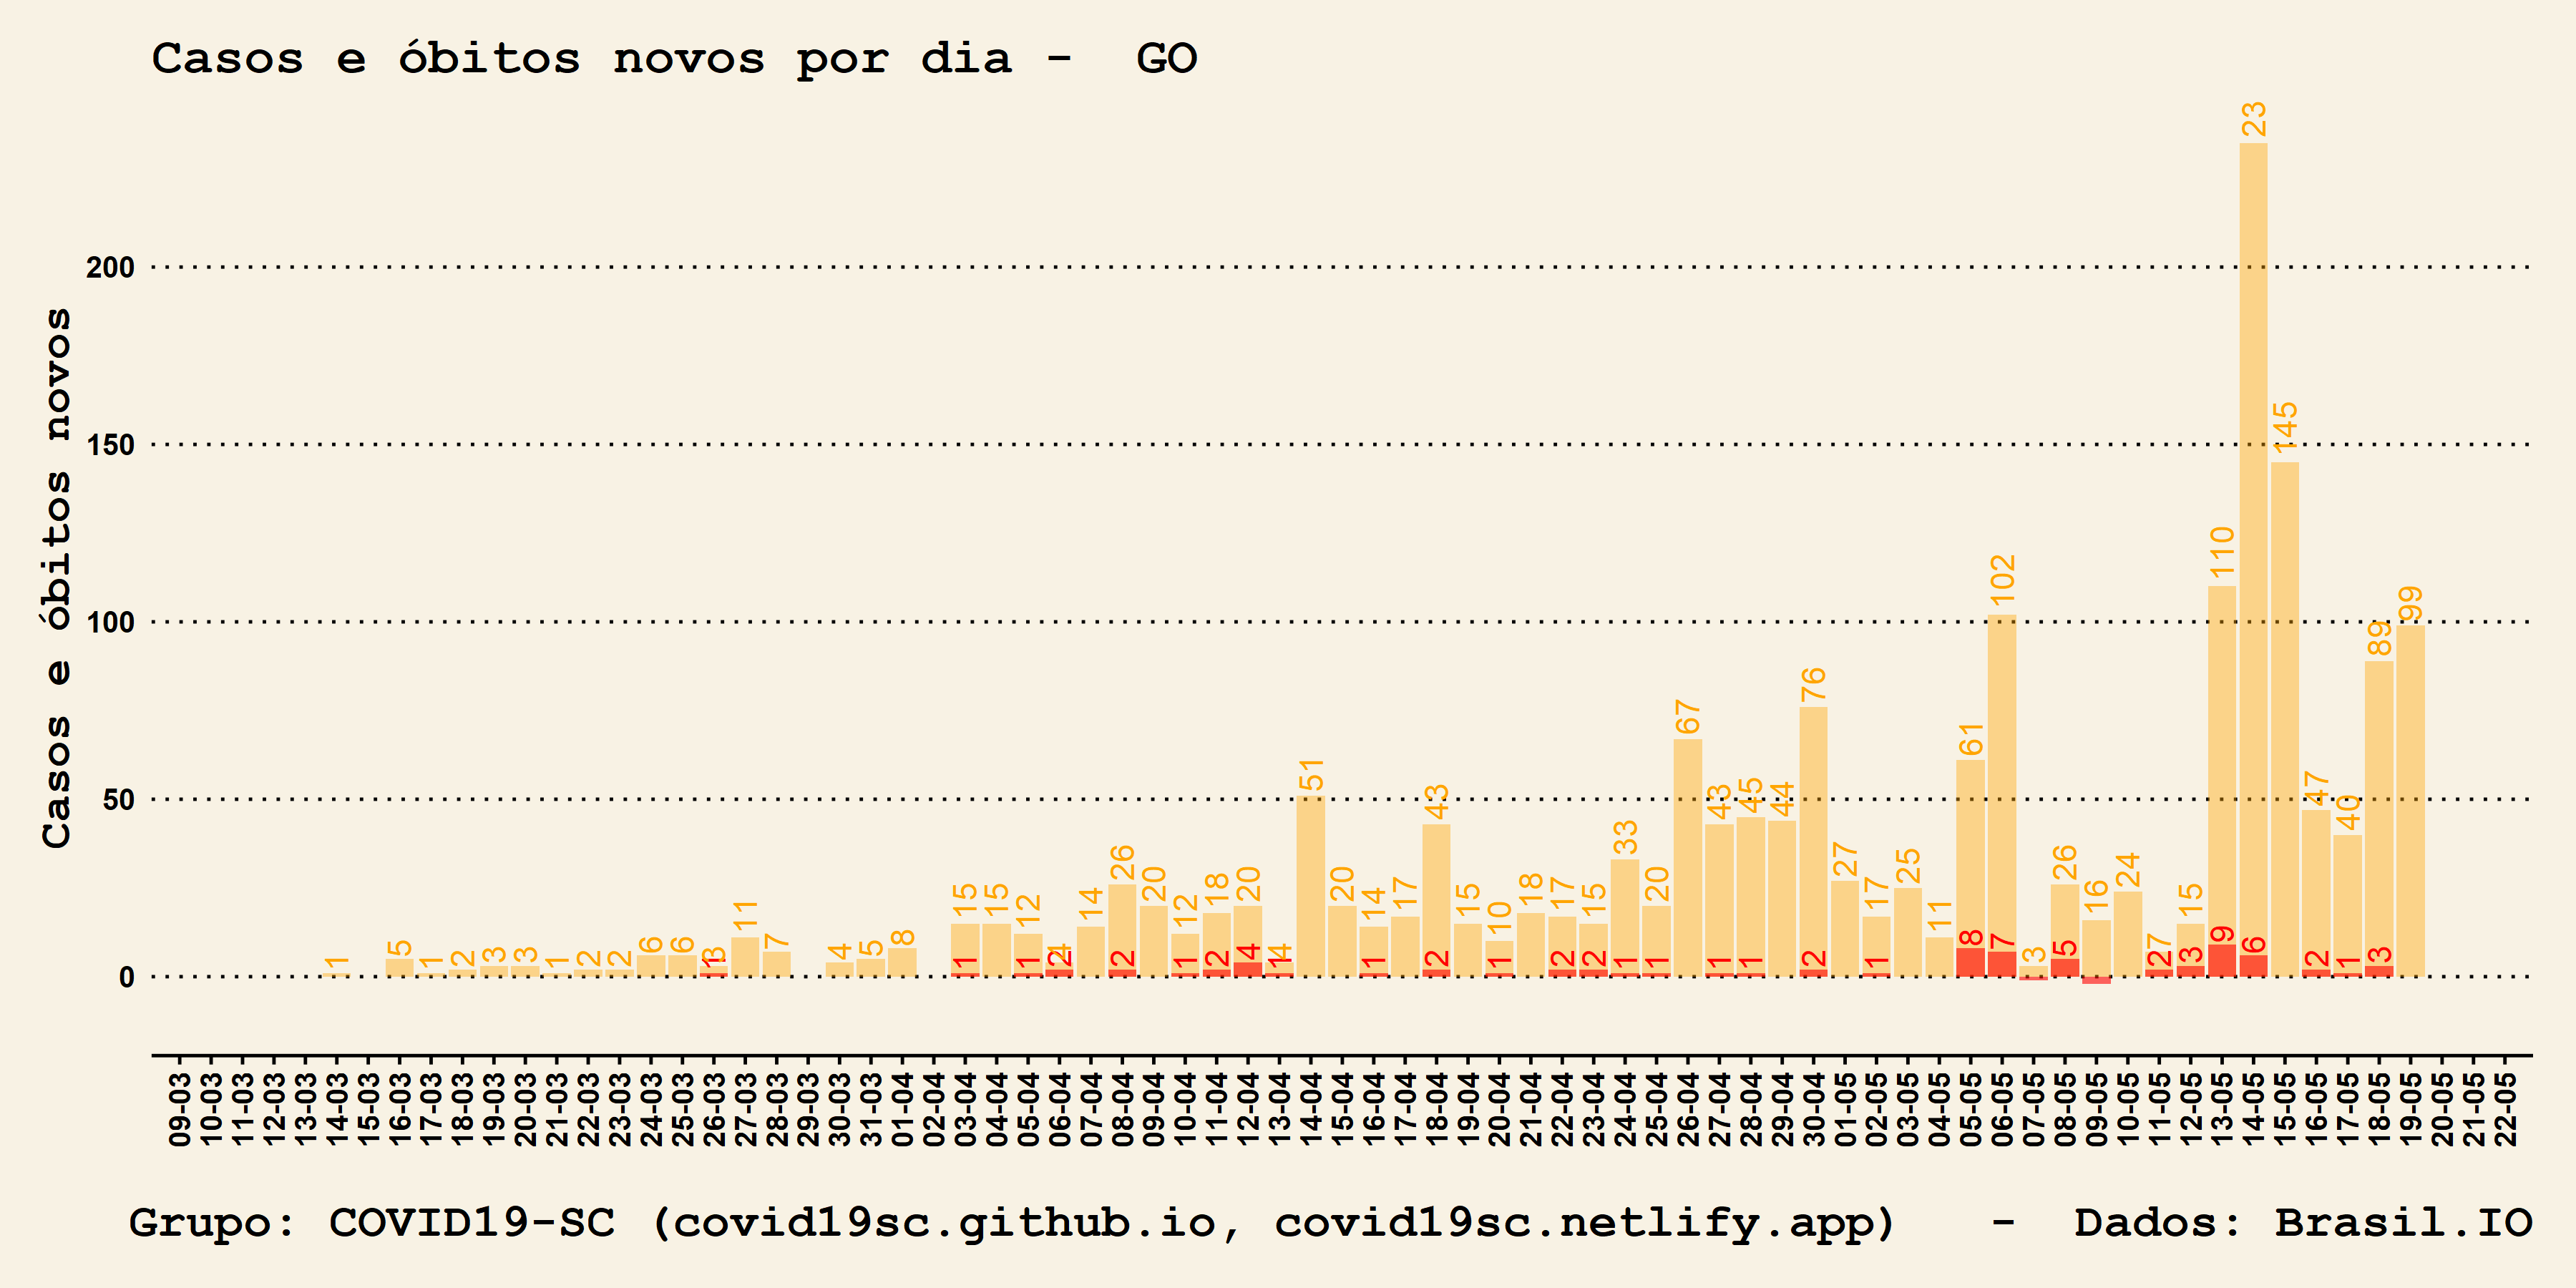 Casos e óbitos novos por dia -  GO
Casos e óbitos novos
200
150
100
50
0
1 5 1 2 3 3 1 2 2 6 6 3 11 7 4 5 8 15 15 12 4 14 26 20 12 18 20 4 51 20 14 17 43 15 10 18 17 15 33 20 67 43 45 44 76 27 17 25 11 61 102 3 26 16 24 27 15 110 23 145 47 40 89 99
1 1 1 2 2 1 2 4 1 1 2 1 2 2 1 1 1 1 2 1 8 7 5 2 3 9 6 2 1 3
09-03 10-03 11-03 12-03 13-03 14-03 15-03 16-03 17-03 18-03 19-03 20-03 21-03 22-03 23-03 24-03 25-03 26-03 27-03 28-03 29-03 30-03 31-03 01-04 02-04 03-04 04-04 05-04 06-04 07-04 08-04 09-04 10-04 11-04 12-04 13-04 14-04 15-04 16-04 17-04 18-04 19-04 20-04 21-04 22-04 23-04 24-04 25-04 26-04 27-04 28-04 29-04 30-04 01-05 02-05 03-05 04-05 05-05 06-05 07-05 08-05 09-05 10-05 11-05 12-05 13-05 14-05 15-05 16-05 17-05 18-05 19-05 20-05 21-05 22-05
Grupo: COVID19-SC (covid19sc.github.io, covid19sc.netlify.app)  -  Dados: Brasil.IO